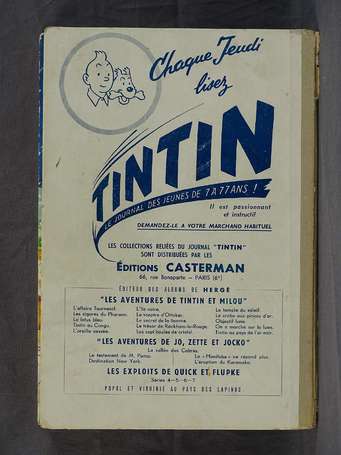 Chaque Jeudi
lisez
TINTIN
LE JOURNAL DES JEUNES DE 7 A 77 ANS !
Il est passionnant
et instructif
DEMANDEZ-LE A VOTRE MARCHAND HABITUEL
LES COLLECTIONS RELIÉES DU JOURNAL "TINTIN"
SONT DISTRIBUÉES PAR LES
ÉDITIONS CASTERMAN
66, rue Bonaparte — PARIS (6e)
ÉDITEUR DES ALBUMS DE HERGÉ
"LES AVENTURES DE TINTIN ET MILOU"
L'affaire Tournesol. L'île noire. Le temple du soleil.
Les cigares du Pharaon. Le sceptre d'Ottokar. Le crabe aux pinces d'or.
Le lotus bleu. Le secret de la licorne. Objectif lune.
Tintin au Congo. Le trésor de Rackham-le-Rouge. On a marché sur la lune.
L'oreille cassée. Les sept boules de cristal. Tintin au pays de l'or noir.
"LES AVENTURES DE JO, ZETTE ET JOCKO"
La vallée des Cobras.
Le testament de M. Pump. Le « Manitoba » ne répond plus.
Destination New York. L'éruption du Karamako.
LES EXPLOITS DE QUICK ET FLUPKE
Séries 4-5-6-7
POPOL ET VIRGINIE AU PAYS DES LAPINOS